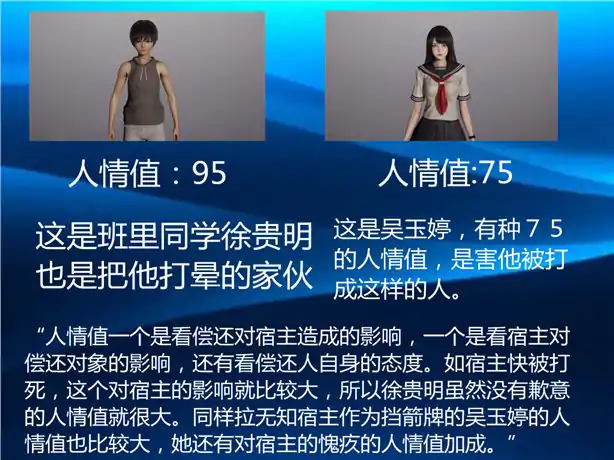 人情值：95
人情值:75
这是班里同学徐贵明
也是把他打晕的家伙
这是吴玉婷，有种７５
的人情值，是害他被打
成这样的人。
“人情值一个是看偿还对宿主造成的影响，一个是看宿主对
偿还对象的影响，还有看偿还人自身的态度。如宿主快被打
死，这个对宿主的影响就比较大，所以徐贵明虽然没有歉意
的人情值就很大。同样拉无知宿主作为挡箭牌的吴玉婷的人
情值也比较大，她还有对宿主的愧疚的人情值加成。”